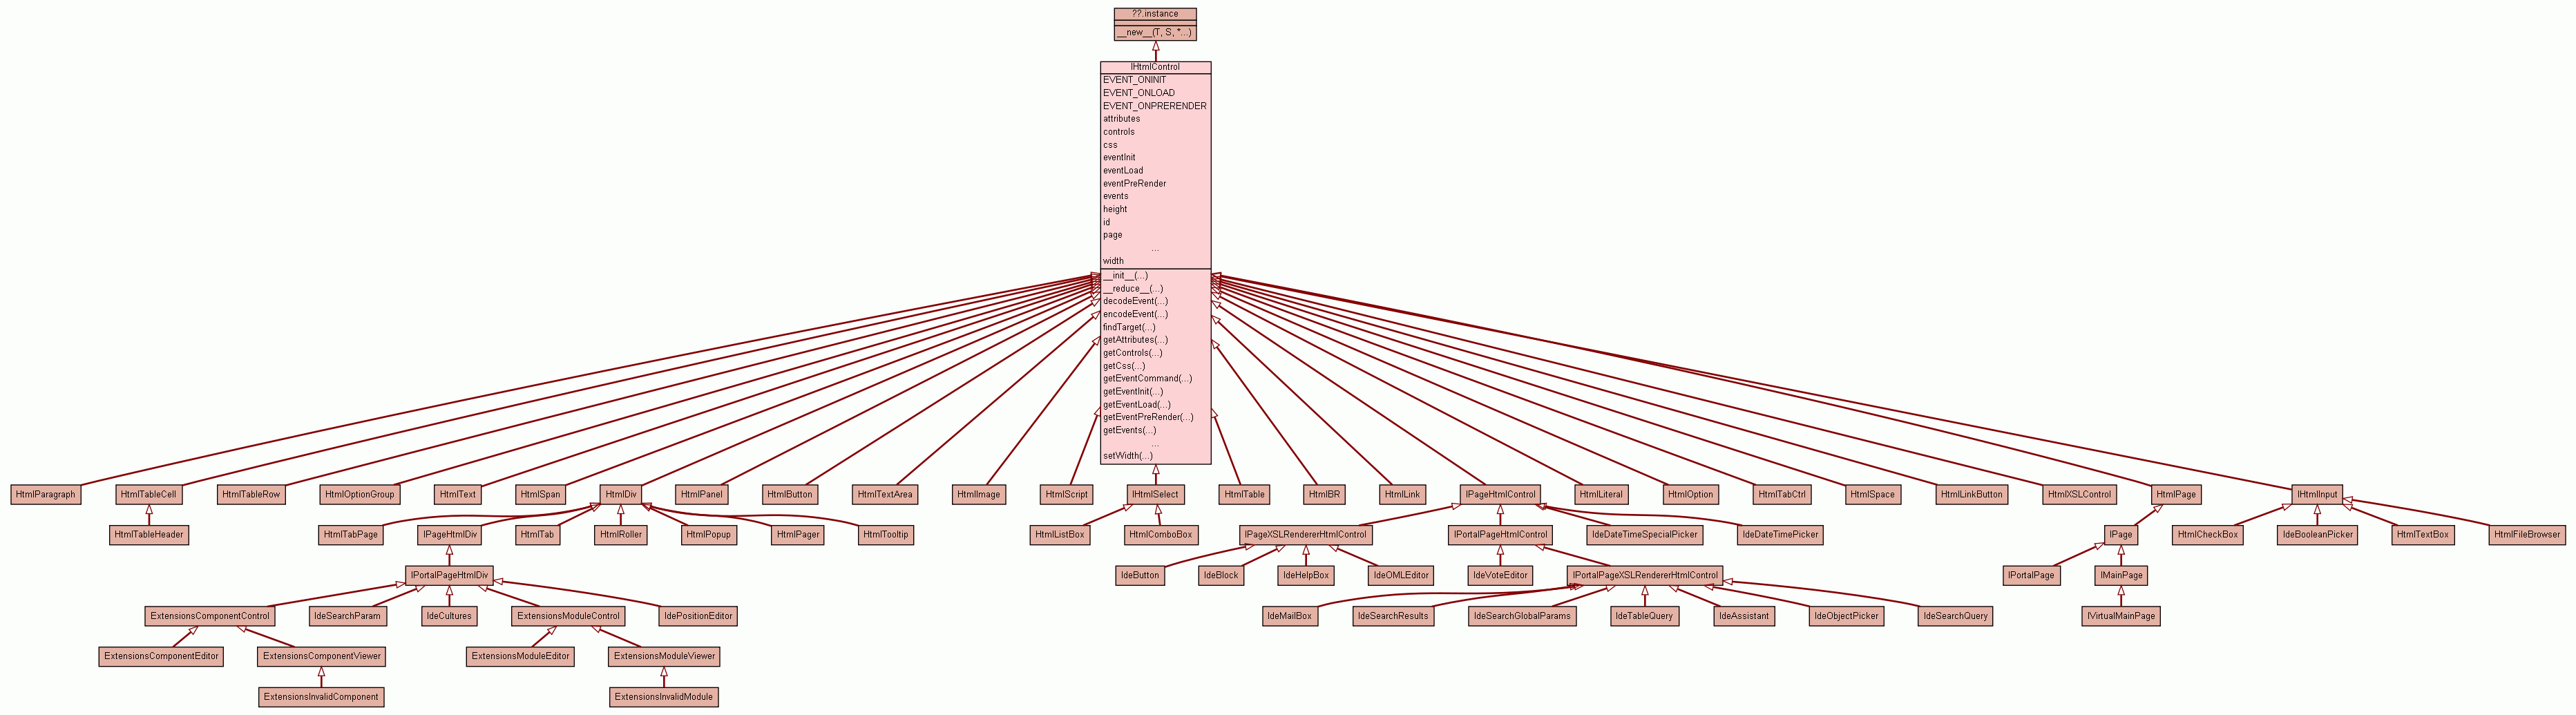 ??.instance
__new__(T, S, *...)
IHtmlControl
EVENT_ONINIT
EVENT_ONLOAD
EVENT_ONPRERENDER
attributes
controls
css
eventInit
eventLoad
eventPreRender
events
height
id
page
...
width
__init__(...)
__reduce__(...)
decodeEvent(...)
encodeEvent(...)
findTarget(...)
getAttributes(...)
getControls(...)
getCss(...)
getEventCommand(...)
getEventInit(...)
getEventLoad(...)
getEventPreRender(...)
getEvents(...)
...
setWidth(...)
HtmlParagraph HtmlTableCell HtmlTableRow HtmlOptionGroup HtmlText HtmlSpan HtmlDiv HtmlPanel HtmlButton HtmlTextArea HtmlImage HtmlScript IHtmlSelect HtmlTable HtmlBR HtmlLink IPageHtmlControl HtmlLiteral HtmlOption HtmlTabCtrl HtmlSpace HtmlLinkButton HtmlXSLControl HtmlPage IHtmlInput
HtmlTableHeader HtmlTabPage IPageHtmlDiv HtmlTab HtmlRoller HtmlPopup HtmlPager HtmlTooltip HtmlListBox HtmlComboBox IPageXSLRendererHtmlControl IPortalPageHtmlControl IdeDateTimeSpecialPicker IdeDateTimePicker IPage HtmlCheckBox IdeBooleanPicker HtmlTextBox HtmlFileBrowser
IPortalPageHtmlDiv IdeButton IdeBlock IdeHelpBox IdeOMLEditor IdeVoteEditor IPortalPageXSLRendererHtmlControl IPortalPage IMainPage
ExtensionsComponentControl IdeSearchParam IdeCultures ExtensionsModuleControl IdePositionEditor IdeMailBox IdeSearchResults IdeSearchGlobalParams IdeTableQuery IdeAssistant IdeObjectPicker IdeSearchQuery IVirtualMainPage
ExtensionsComponentEditor ExtensionsComponentViewer ExtensionsModuleEditor ExtensionsModuleViewer
ExtensionsInvalidComponent ExtensionsInvalidModule